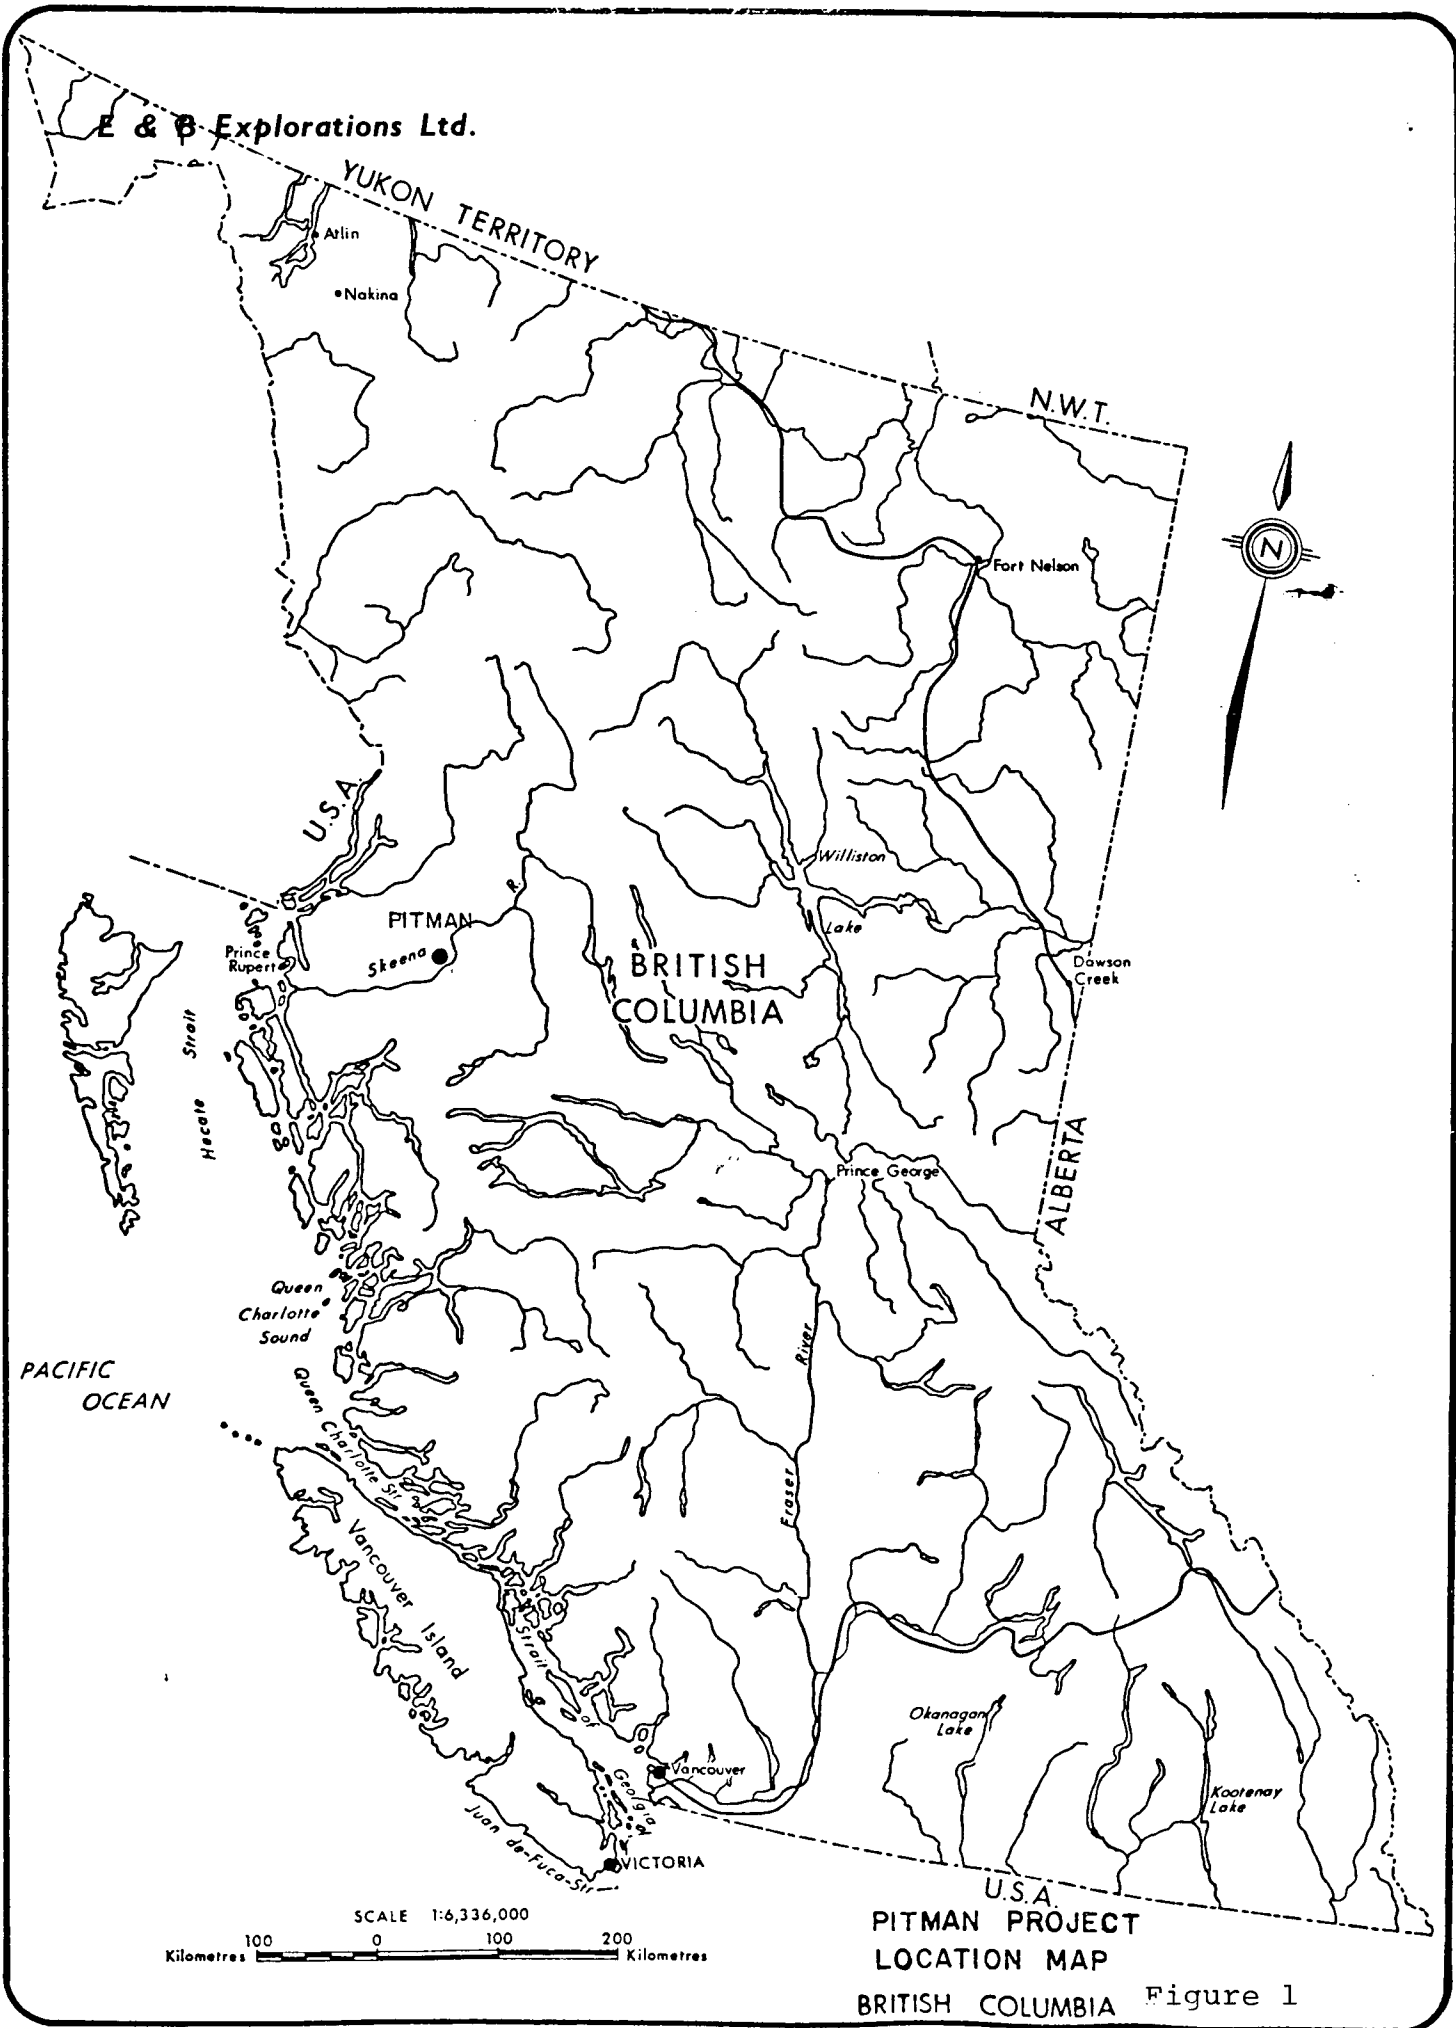 E & B Explorations Ltd.
YUKON TERRITORY
Atlin
Nakina
N.W.T.
N
Fort Nelson
U.S.A.
Williston
Lake
R.
PITMAN
Skeena
Prince
Rupert
BRITISH
COLUMBIA
Dawson
Creek
Hecate Strait
ALBERTA
Prince George
Queen
Charlotte
Sound
PACIFIC
OCEAN
Queen Charlotte Str.
Fraser River
Vancouver Island
Strait of Georgia
Okanagan
Lake
Vancouver
Kootenay
Lake
Juan de-Fuca-Str
VICTORIA
U.S.A.
SCALE 1:6,336,000
100 0 100 200
Kilometres Kilometres
PITMAN PROJECT
LOCATION MAP
BRITISH COLUMBIA Figure 1